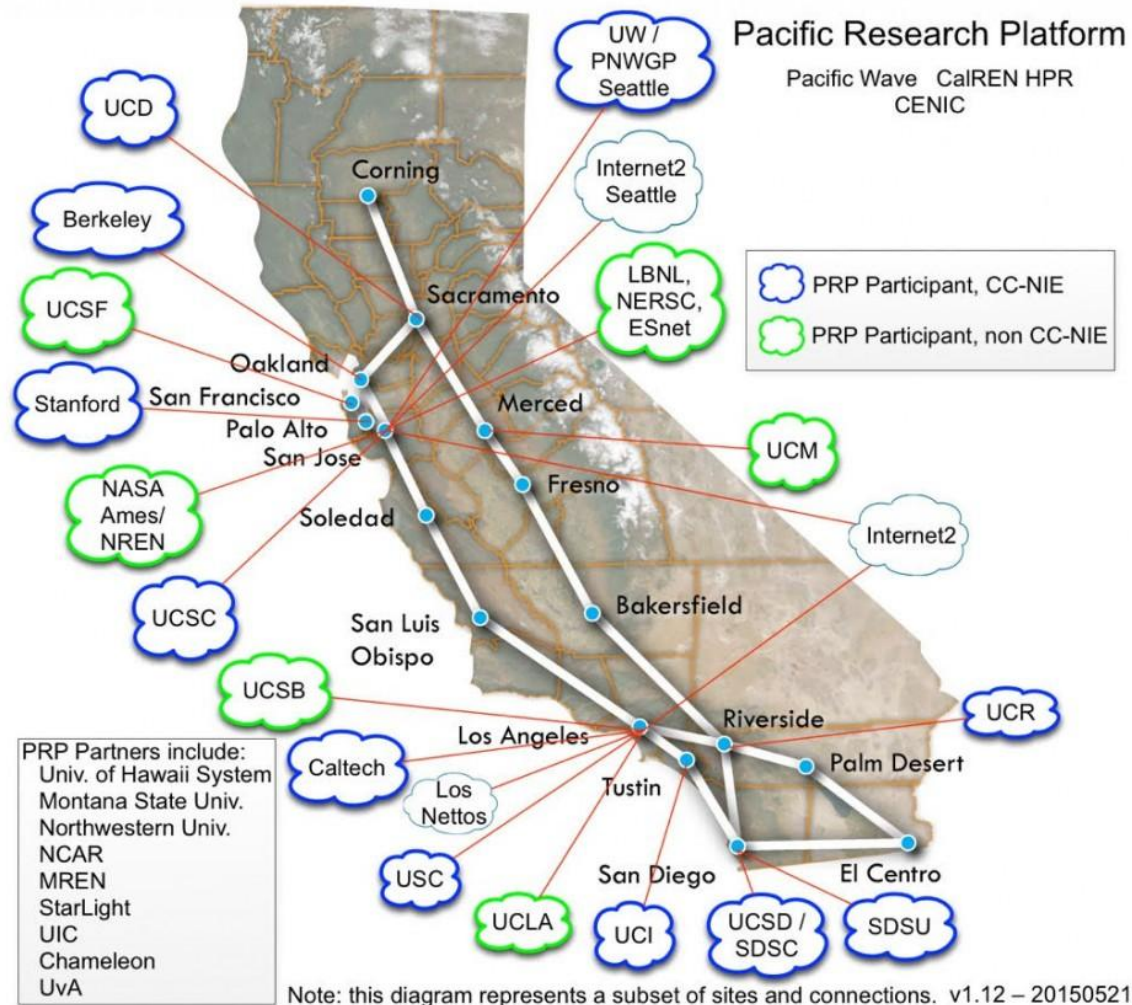 Pacific Research Platform
Pacific Wave CalREN HPR
CENIC
UW /
PNWGP
Seattle
UCD
Internet2
Seattle
Corning
Berkeley
LBNL,
NERSC,
ESnet
PRP Participant, CC-NIE
PRP Participant, non CC-NIE
UCSF
Sacramento
Oakland
Stanford
San Francisco
Merced
Palo Alto
UCM
San Jose
NASA
Ames/
NREN
Fresno
Soledad
Internet2
UCSC
Bakersfield
San Luis
Obispo
UCSB
UCR
Riverside
Los Angeles
Caltech
Palm Desert
Tustin
Los
Nettos
USC
San Diego
El Centro
UCLA
UCI
UCSD /
SDSC
SDSU
PRP Partners include:
Univ. of Hawaii System
Montana State Univ.
Northwestern Univ.
NCAR
MREN
StarLight
UIC
Chameleon
UvA
Note: this diagram represents a subset of sites and connections. v1.12 – 20150521